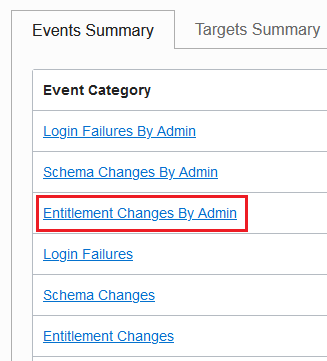 Events Summary
Targets Summary
Event Category
Login Failures By Admin
Schema Changes By Admin
Entitlement Changes By Admin
Login Failures
Schema Changes
Entitlement Changes